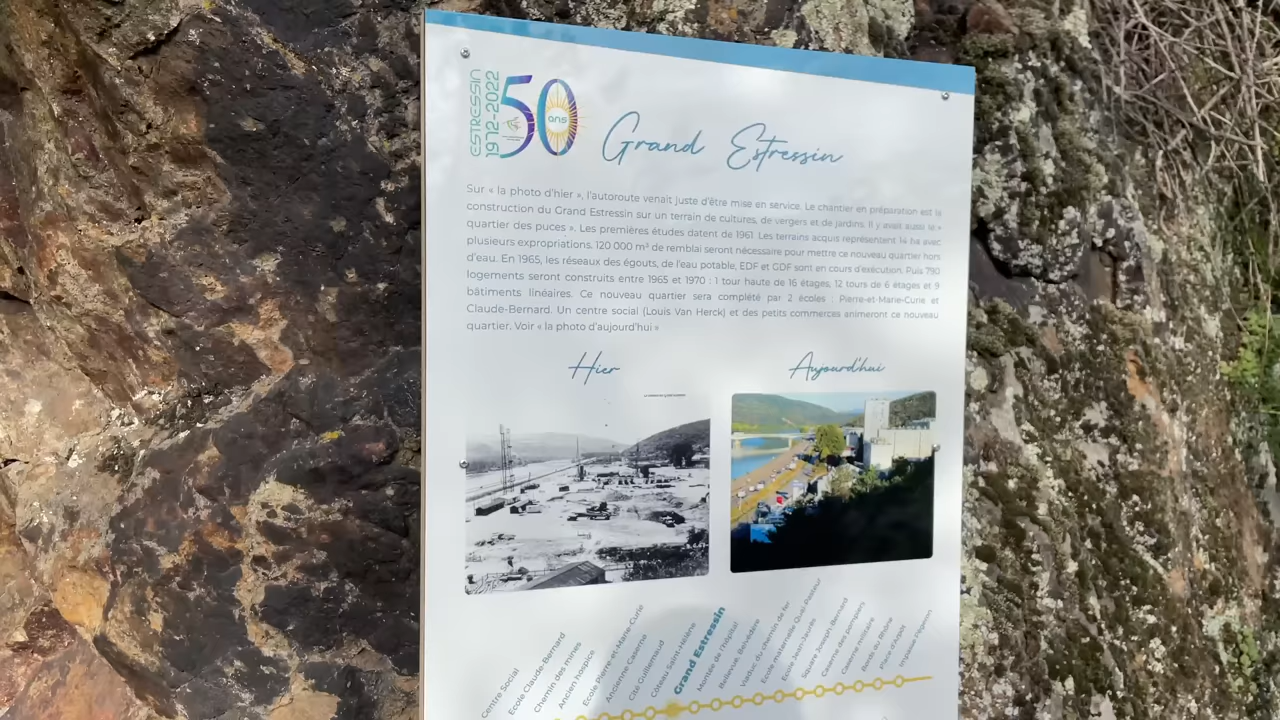 ESTRESSIN
1972-2022
50
ans
Grand Estressin
Sur « la photo d'hier », l'autoroute venait juste d'être mise en service. Le chantier en préparation est la
construction du Grand Estressin sur un terrain de cultures, de vergers et de jardins. Il y avait aussi le «
quartier des puces ». Les premières études datent de 1961. Les terrains acquis représentent 14 ha avec
plusieurs expropriations. 120 000 m³ de remblai seront nécessaire pour mettre ce nouveau quartier hors
d'eau. En 1965, les réseaux des égouts, de l'eau potable, EDF et GDF sont en cours d'exécution. Puis 790
logements seront construits entre 1965 et 1970 : 1 tour haute de 16 étages, 12 tours de 6 étages et 9
bâtiments linéaires. Ce nouveau quartier sera complété par 2 écoles : Pierre-et-Marie-Curie et
Claude-Bernard. Un centre social (Louis Van Herck) et des petits commerces animeront ce nouveau
quartier. Voir « la photo d'aujourd'hui »
Hier
Aujourd'hui
Centre Social
Ecole Claude-Bernard
Chemin des mines
Ancien hospice
Ecole Pierre-et-Marie-Curie
Ancienne Caserne
Cité Guillemaud
Côteau Saint-Hélène
Grand Estressin
Montée de l'hôpital
Bellevue, Belvédère
Viaduc du chemin de fer
Ecole maternelle Quai-Pasteur
Ecole Jean-Jaurès
Square Joseph-Bernard
Caserne des pompiers
Caserne militaire
Bords du Rhône